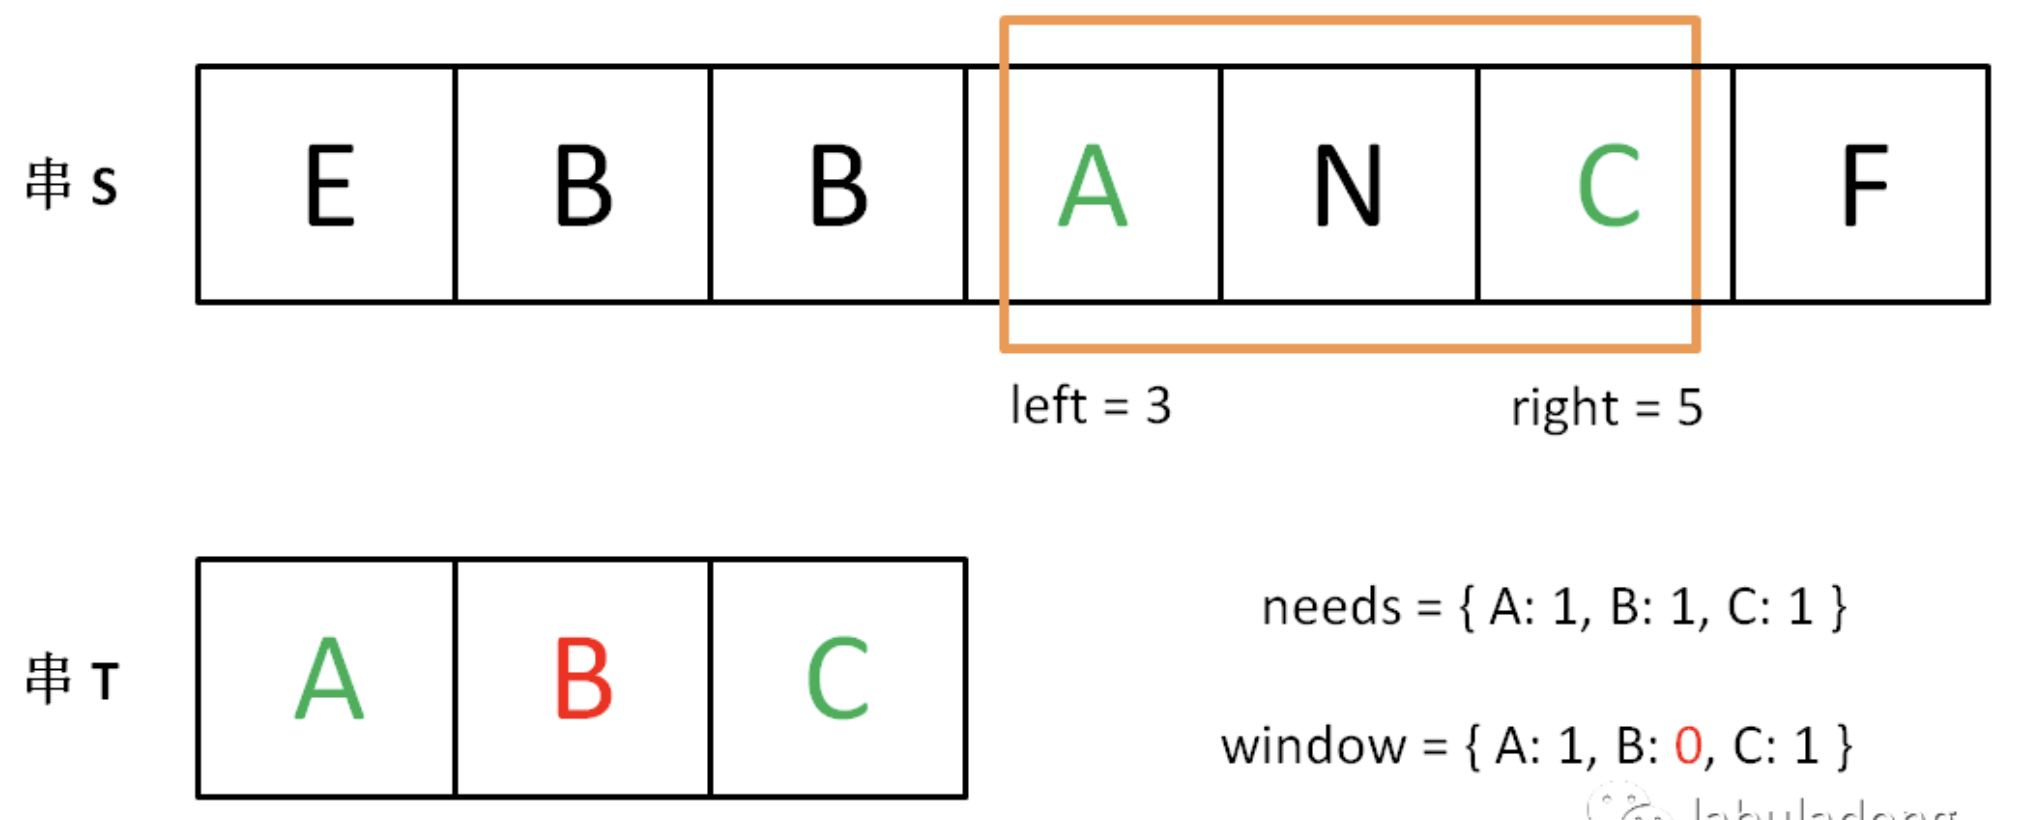 串 S E B B A N C F
left = 3 right = 5
串 T A B C
needs = { A: 1, B: 1, C: 1 }
window = { A: 1, B: 0, C: 1 }
labuladong